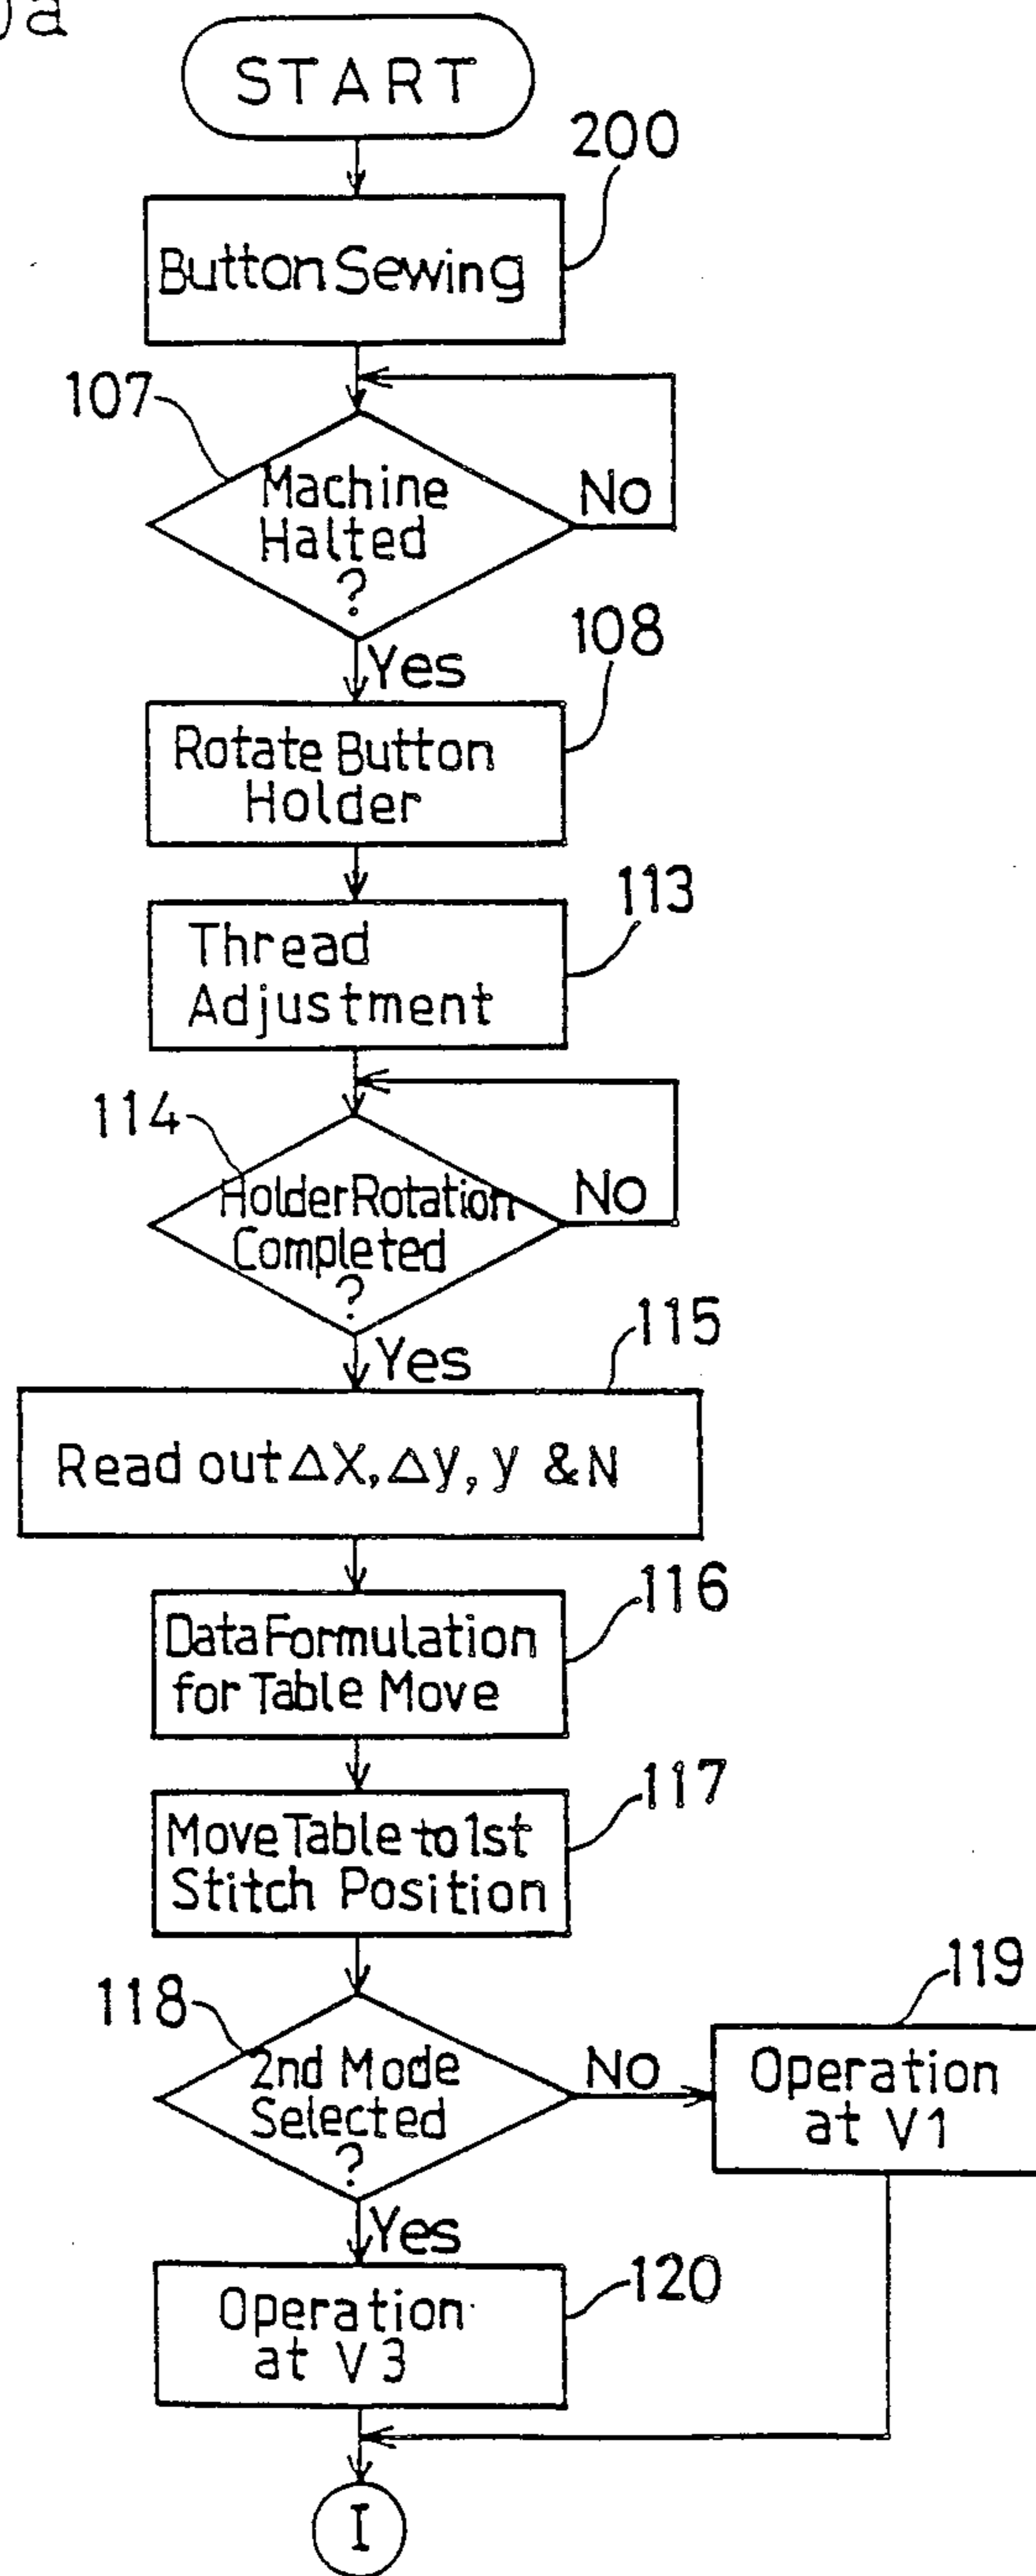 START
200
Button Sewing
107
Machine
Halted
?
No
Yes
108
Rotate Button
Holder
113
Thread
Adjustment
114
Holder Rotation
Completed
?
No
Yes
115
Read out ΔX, Δy, y & N
116
Data Formulation
for Table Move
117
Move Table to 1st
Stitch Position
118
2nd Mode
Selected
?
No
119
Operation
at V1
Yes
120
Operation
at V3
I